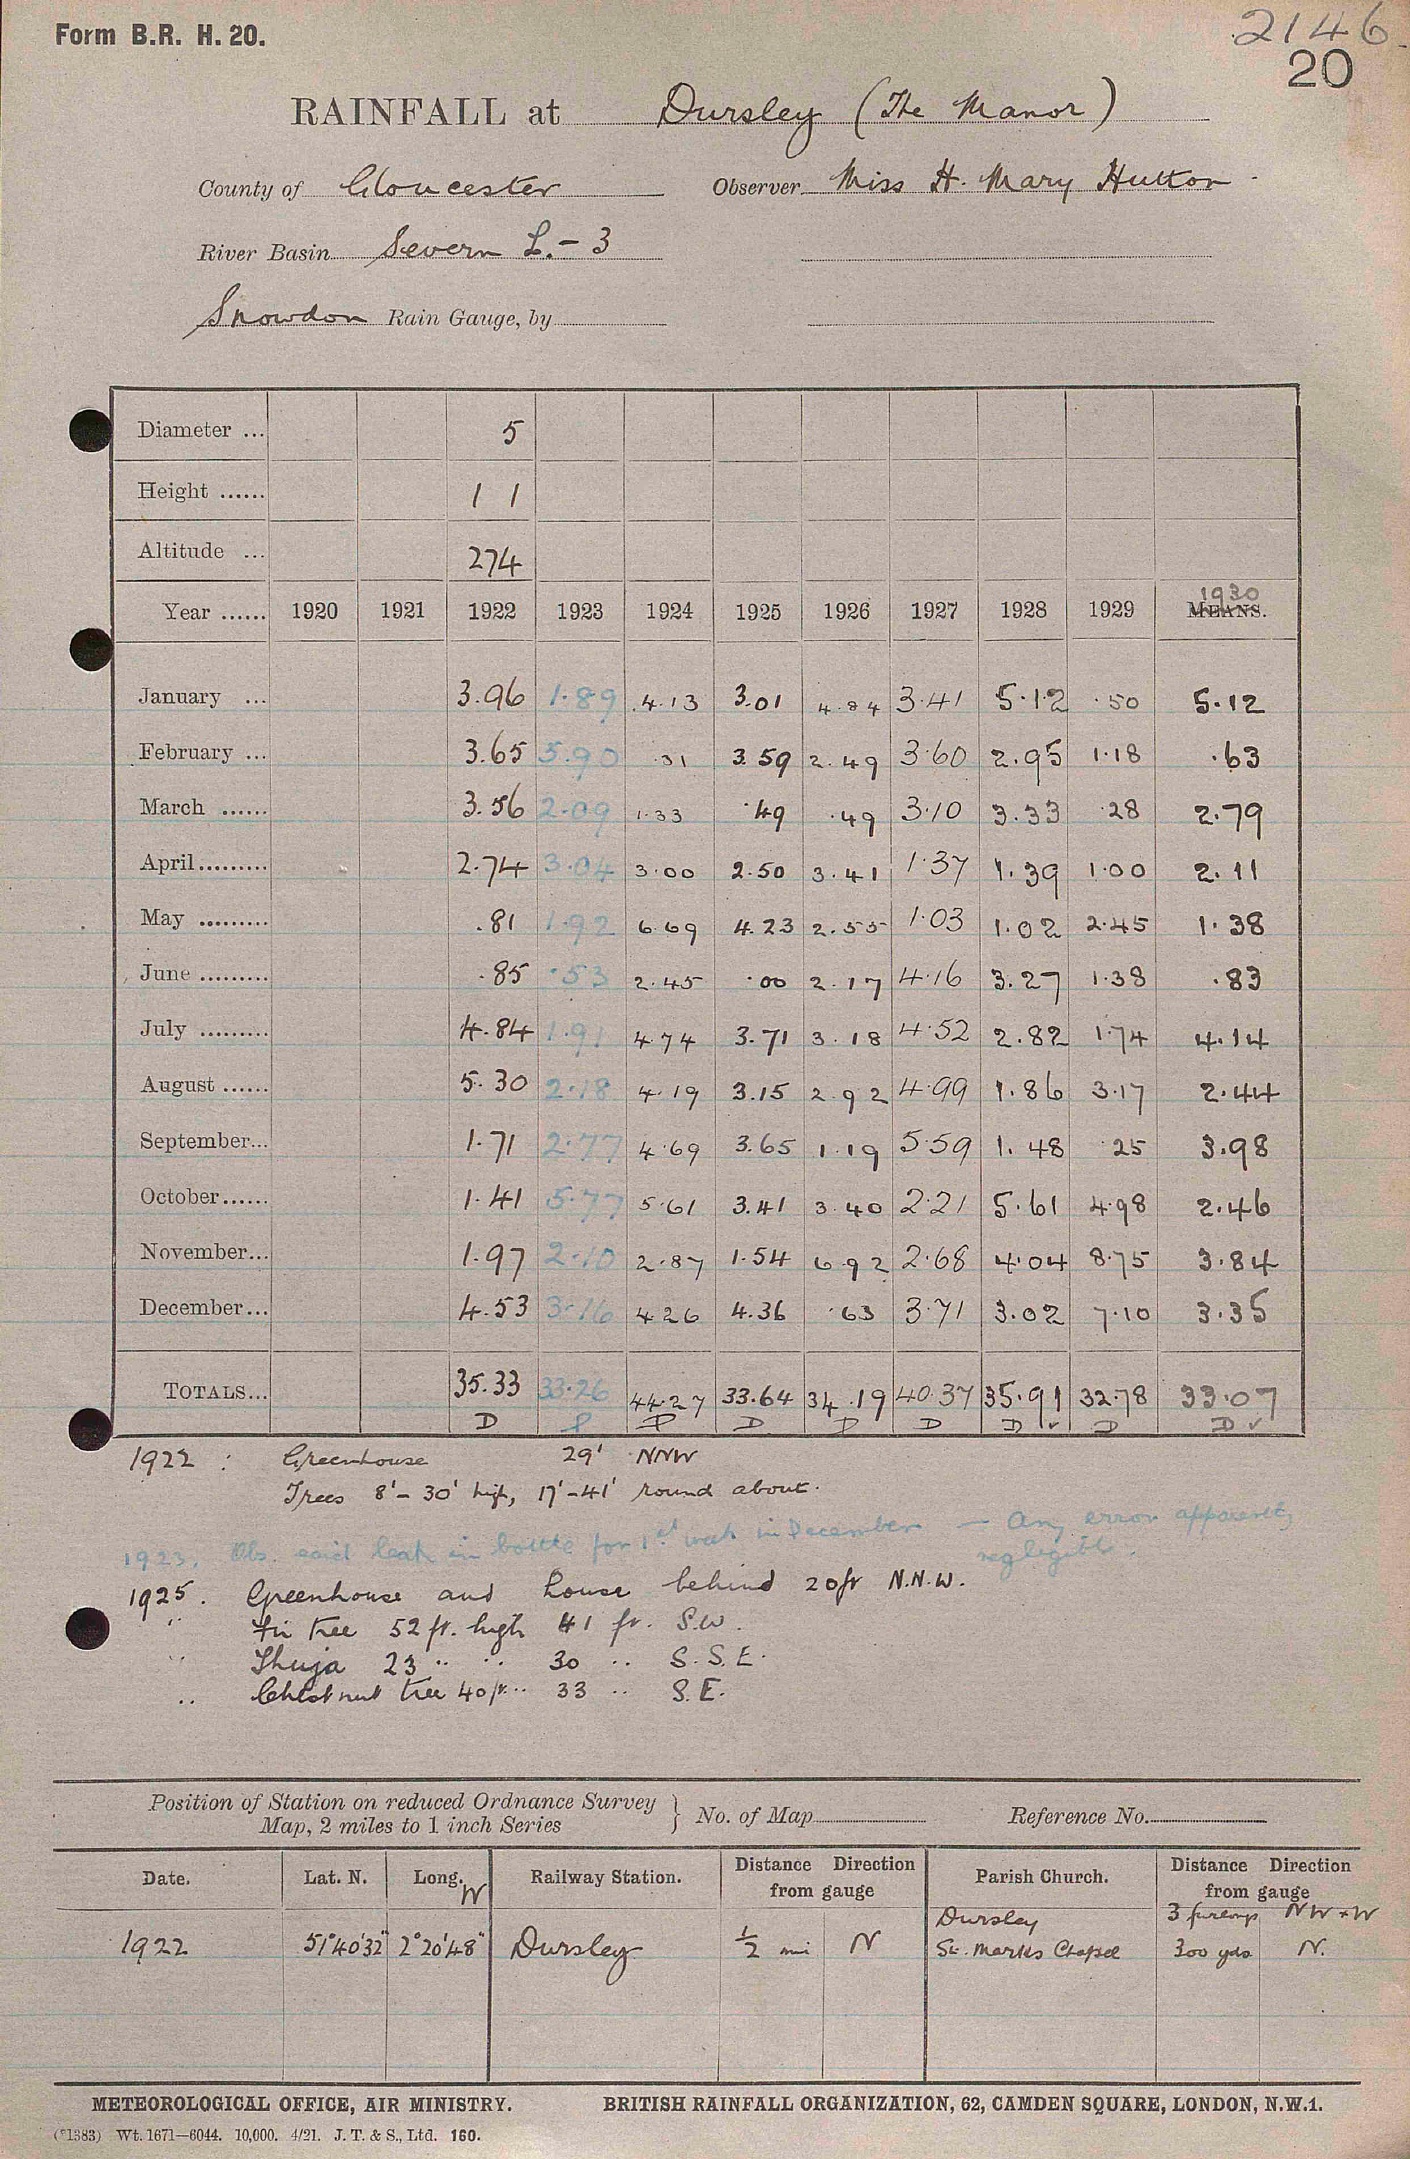 Form B.R. H. 20.
2146
20
RAINFALL at Dursley (The Manor)
County of Gloucester Observer Miss H. Mary Hutton
River Basin Severn L. - 3
Snowdon Rain Gauge, by
Diameter ... 5
Height ...... 1 1
Altitude ... 274
1930
Year ...... 1920 1921 1922 1923 1924 1925 1926 1927 1928 1929 MEANS.
January ... 3.96 1.89 4.13 3.01 4.84 3.41 5.12 .50 5.12
February ... 3.65 5.90 .31 3.59 2.49 3.60 2.95 1.18 .63
March ...... 3.56 2.09 1.33 .49 .49 3.10 3.33 .28 2.79
April ......... 2.74 3.04 3.00 2.50 3.41 1.37 1.39 1.00 2.11
May ......... .81 1.92 6.69 4.23 2.55 1.03 1.02 2.45 1.38
June ......... .85 .53 2.45 .00 2.17 4.16 3.27 1.38 .83
July ......... 4.84 1.91 4.74 3.71 3.18 4.52 2.82 1.74 4.14
August ...... 5.30 2.18 4.19 3.15 2.92 4.99 1.86 3.17 2.44
September... 1.71 2.77 4.69 3.65 1.19 5.59 1.48 .25 3.98
October...... 1.41 5.77 5.61 3.41 3.40 2.21 5.61 4.98 2.46
November... 1.97 2.10 2.87 1.54 6.92 2.68 4.04 8.75 3.84
December... 4.53 3.16 4.26 4.36 .63 3.71 3.02 7.10 3.35
TOTALS... 35.33 33.26 44.27 33.64 34.19 40.37 35.91 32.78 33.07
D P P D D D D ✓ D D ✓
1922 : Greenhouse 29' NNW
Trees 8'-30' high, 17'-41' round about.
1923. Obs. said leak in bottle for 1st week in December — Any error apparently
negligible.
1925. Greenhouse and house behind 20 ft N.N.W.
" Fir tree 52 ft. high 41 ft. S.W.
" Thuja 23 .. .. 30 .. S.S.E.
.. Chestnut tree 40 ft .. 33 .. S.E.
Position of Station on reduced Ordnance Survey
Map, 2 miles to 1 inch Series } No. of Map Reference No.
Date. Lat. N. Long. W Railway Station. Distance Direction from gauge Parish Church. Distance Direction from gauge
Dursley 3 furlongs NW x W
1922 51°40'32" 2°20'48" Dursley ½ mi N St. Marks Chapel 300 yds N.
METEOROLOGICAL OFFICE, AIR MINISTRY. BRITISH RAINFALL ORGANIZATION, 62, CAMDEN SQUARE, LONDON, N.W.1.
(*1383) Wt. 1671—6044. 10,000. 4/21. J. T. & S., Ltd. 160.